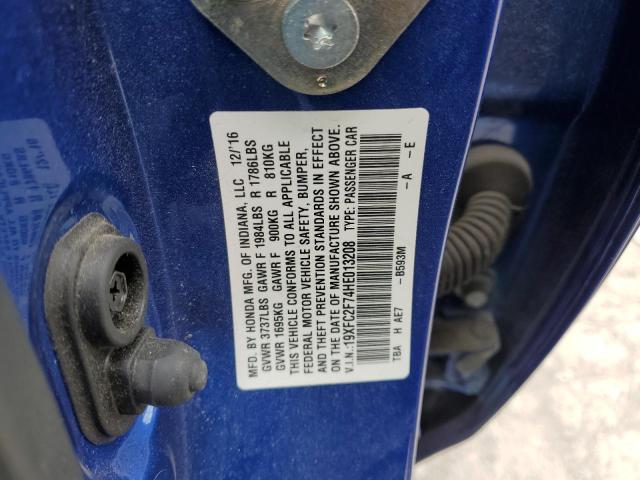 MFD. BY HONDA MFG. OF INDIANA, LLC 12/'16
GVWR 3737LBS GAWR F 1984LBS R 1786LBS
GVWR 1695KG GAWR F 900KG R 810KG
THIS VEHICLE CONFORMS TO ALL APPLICABLE
FEDERAL MOTOR VEHICLE SAFETY, BUMPER,
AND THEFT PREVENTION STANDARDS IN EFFECT
ON THE DATE OF MANUFACTURE SHOWN ABOVE.
V.I.N.:19XFC2F74HE013208 TYPE: PASSENGER CAR
TBA H AE7 -B593M -A -E